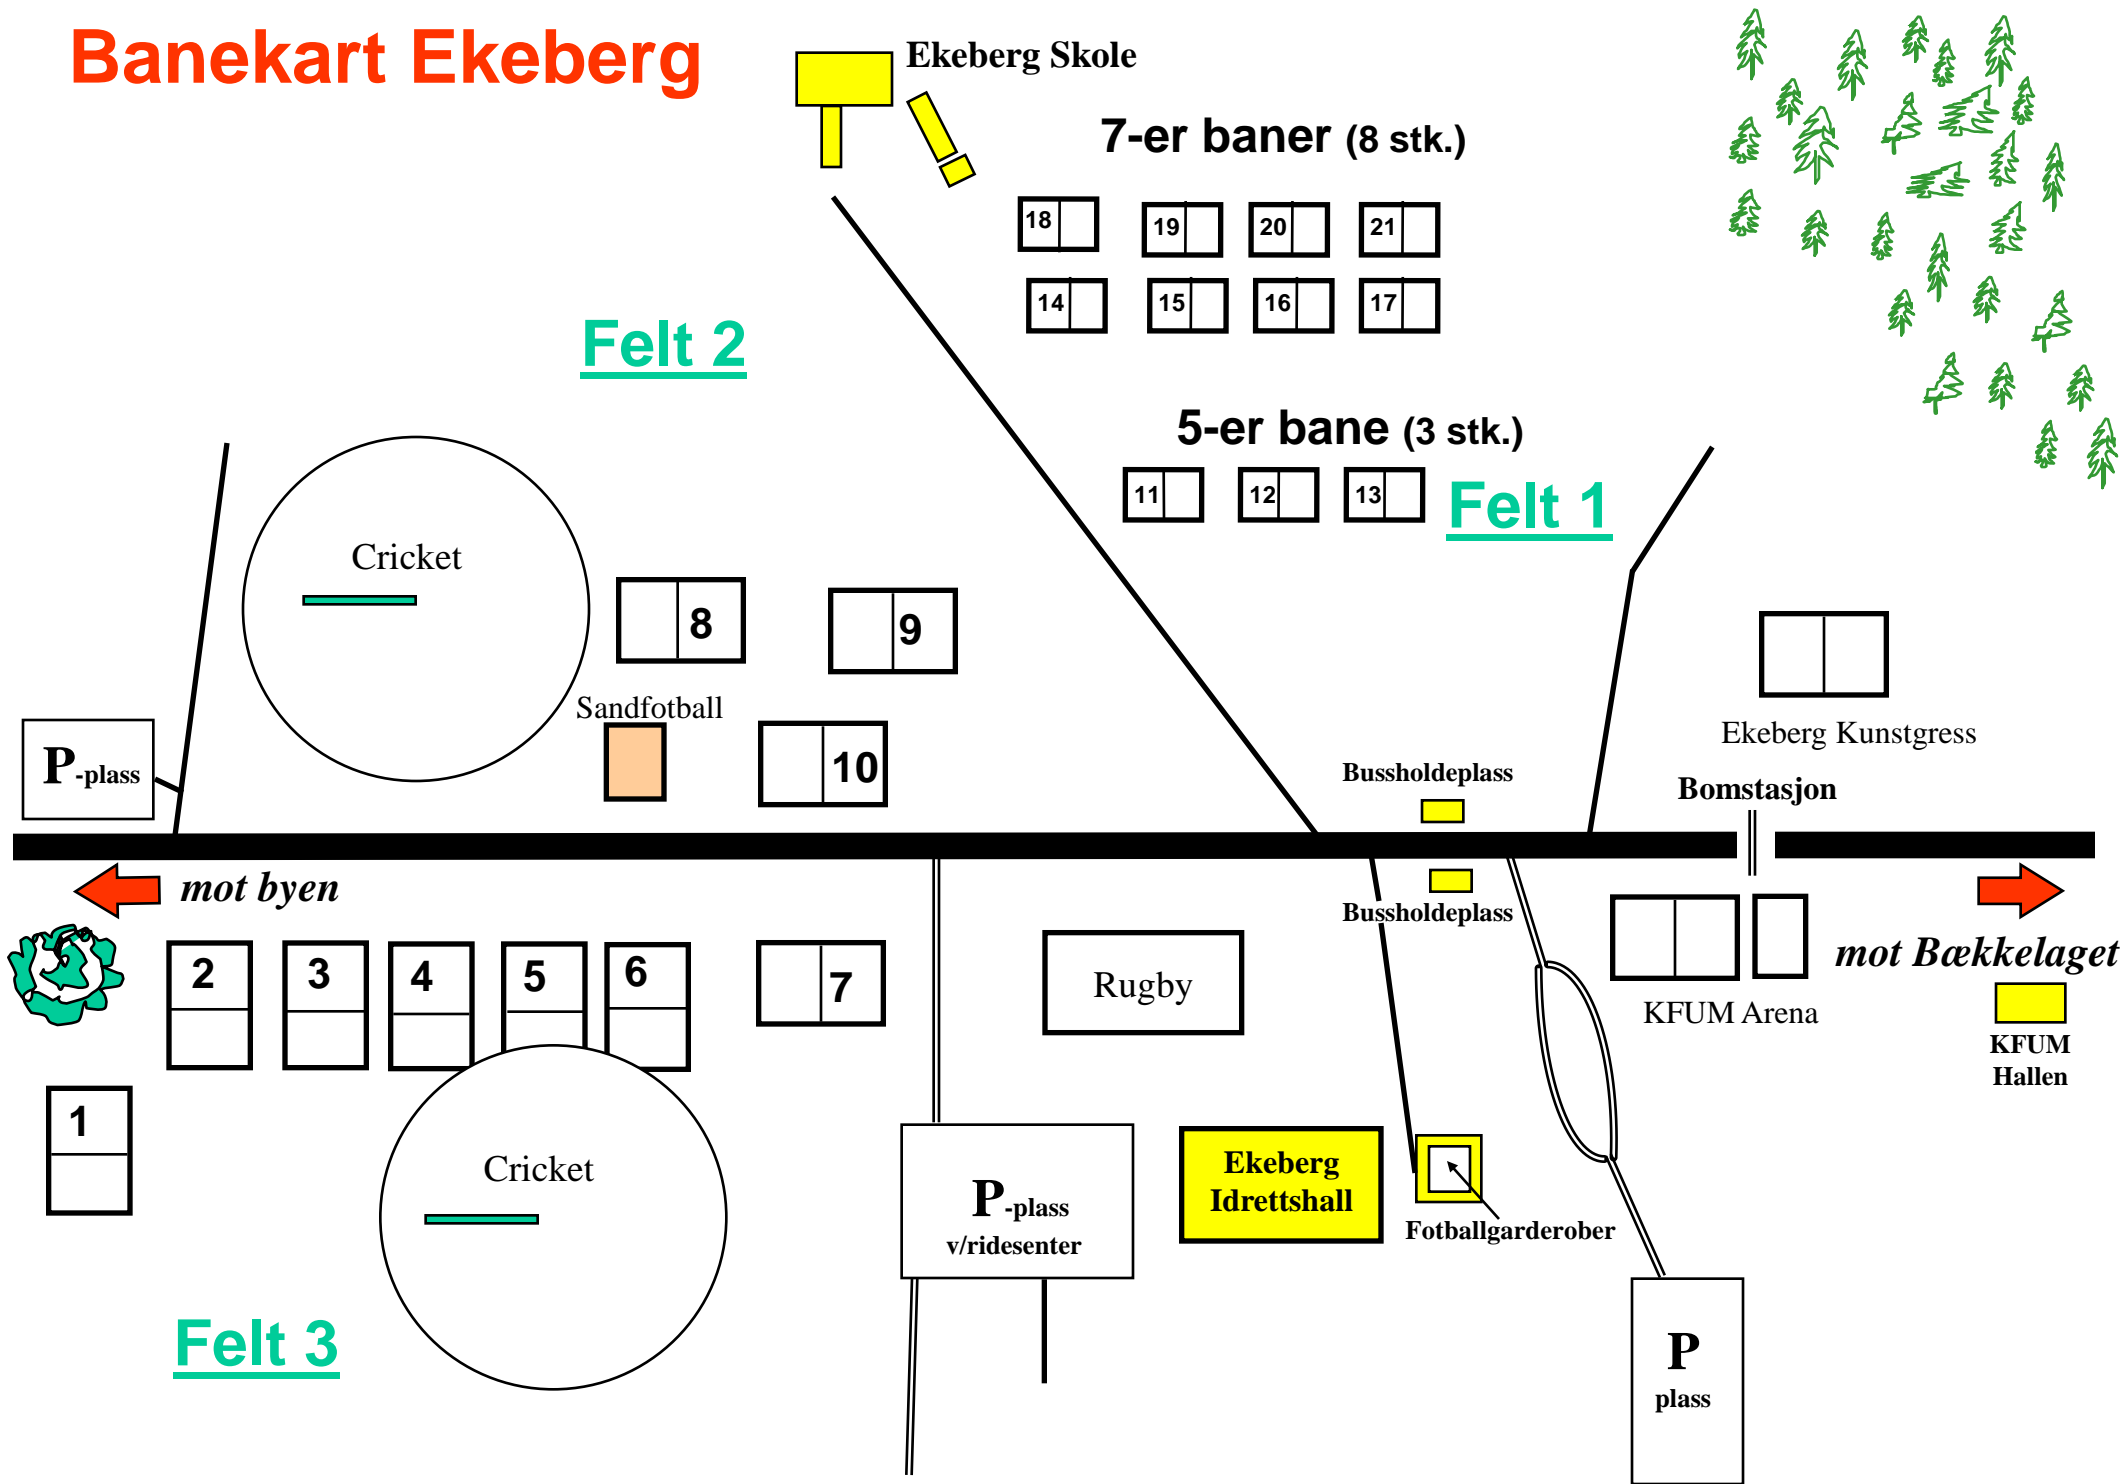 Banekart Ekeberg
Ekeberg Skole
7-er baner (8 stk.)
18 19 20 21
14 15 16 17
Felt 2
5-er bane (3 stk.)
11 12 13
Felt 1
Cricket
8 9
Sandfotball
Ekeberg Kunstgress
P-plass
10
Bussholdeplass
Bomstasjon
mot byen
Bussholdeplass
mot Bækkelaget
2 3 4 5 6 7
Rugby
KFUM Arena
KFUM
Hallen
1
Cricket
P-plass
v/ridesenter
Ekeberg
Idrettshall
Fotballgarderober
Felt 3
P
plass